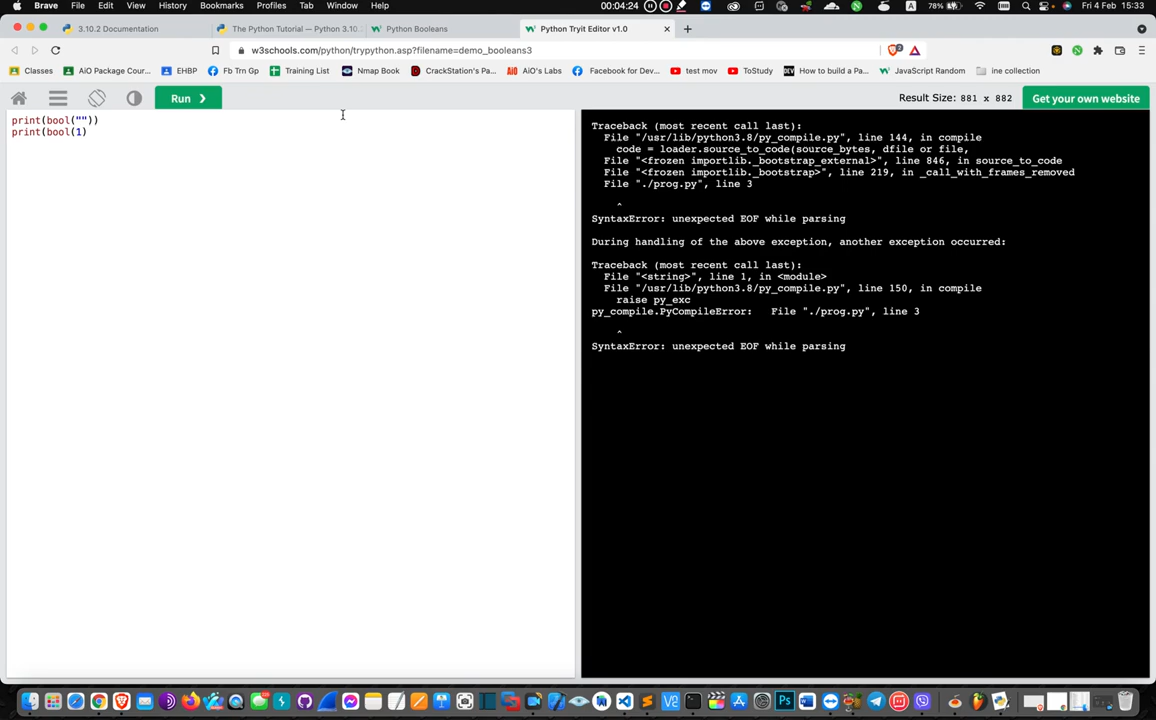 Brave File Edit View History Bookmarks Profiles Tab Window Help 00:04:24 78% Fri 4 Feb 15:33
3.10.2 Documentation The Python Tutorial — Python 3.10. Python Booleans Python Tryit Editor v1.0
w3schools.com/python/trypython.asp?filename=demo_booleans3
Classes AiO Package Cour... EHBP Fb Trn Gp Training List Nmap Book CrackStation's Pa... AiO's Labs Facebook for Dev... test mov ToStudy How to build a Pa... JavaScript Random ine collection
Run ❯ Result Size: 881 x 882 Get your own website
print(bool(""))
print(bool(1)
Traceback (most recent call last):
File "/usr/lib/python3.8/py_compile.py", line 144, in compile
code = loader.source_to_code(source_bytes, dfile or file,
File "<frozen importlib._bootstrap_external>", line 846, in source_to_code
File "<frozen importlib._bootstrap>", line 219, in _call_with_frames_removed
File "./prog.py", line 3
^
SyntaxError: unexpected EOF while parsing
During handling of the above exception, another exception occurred:
Traceback (most recent call last):
File "<string>", line 1, in <module>
File "/usr/lib/python3.8/py_compile.py", line 150, in compile
raise py_exc
py_compile.PyCompileError: File "./prog.py", line 3
^
SyntaxError: unexpected EOF while parsing